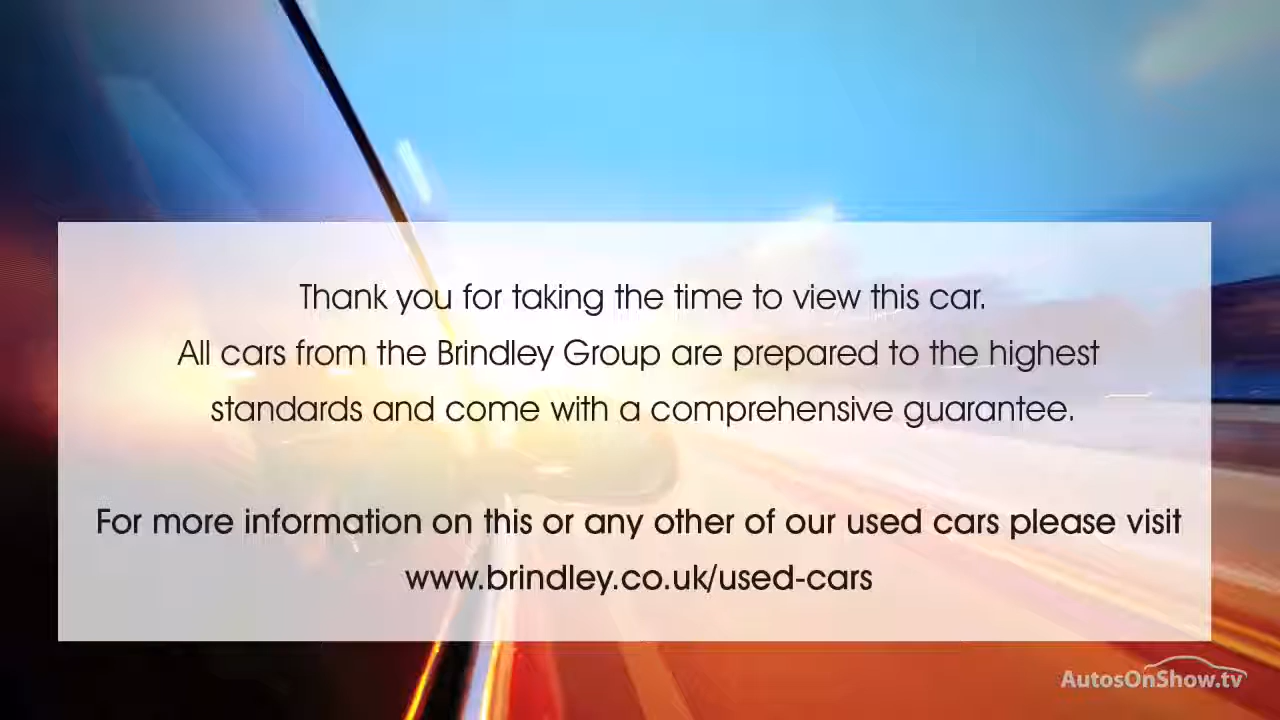 Thank you for taking the time to view this car.
All cars from the Brindley Group are prepared to the highest
standards and come with a comprehensive guarantee.
For more information on this or any other of our used cars please visit
www.brindley.co.uk/used-cars
AutosOnShow.tv